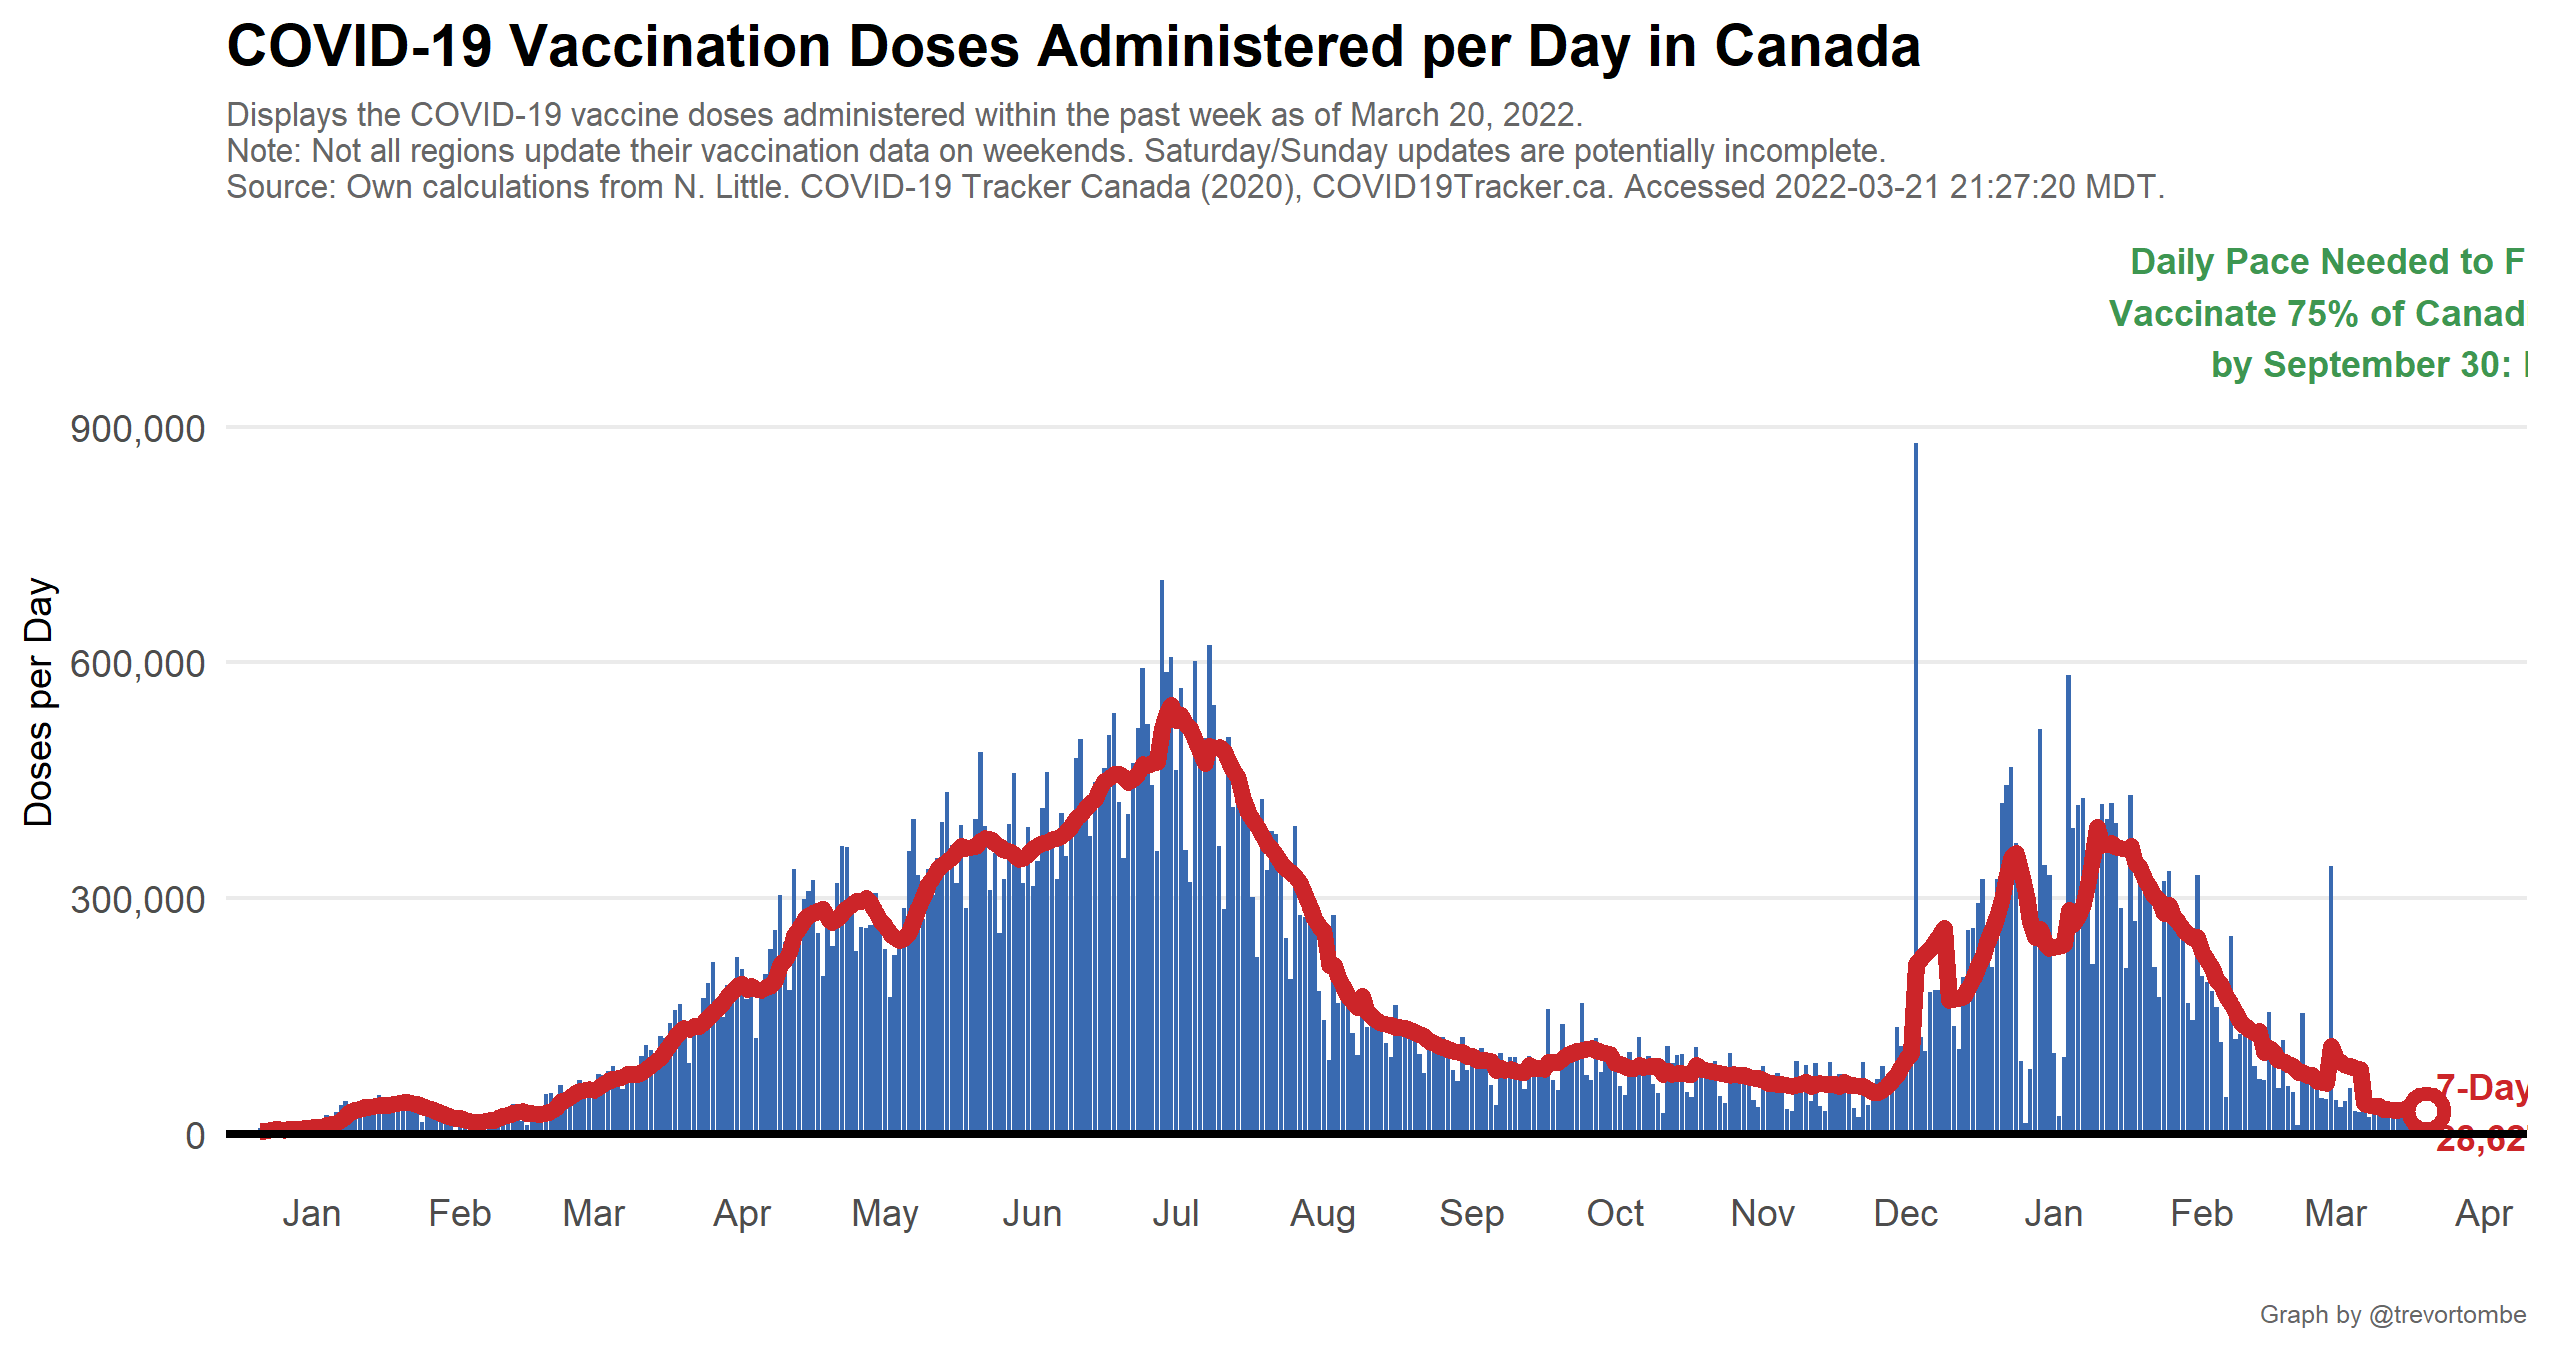 COVID-19 Vaccination Doses Administered per Day in Canada
Displays the COVID-19 vaccine doses administered within the past week as of March 20, 2022.
Note: Not all regions update their vaccination data on weekends. Saturday/Sunday updates are potentially incomplete.
Source: Own calculations from N. Little. COVID-19 Tracker Canada (2020), COVID19Tracker.ca. Accessed 2022-03-21 21:27:20 MDT.
Daily Pace Needed to F
Vaccinate 75% of Canad
by September 30:
900,000
600,000
300,000
0
Doses per Day
7-Day
28,62
Jan Feb Mar Apr May Jun Jul Aug Sep Oct Nov Dec Jan Feb Mar Apr
Graph by @trevortombe